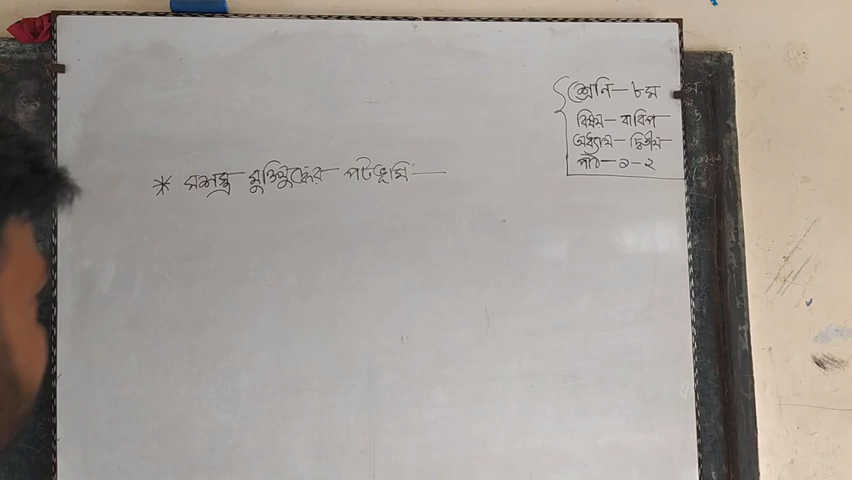 শ্রেনি - ৮ম
বিষয় - বাবিপ
অধ্যায় - দ্বিতীয়
পাঠ - ১-২
* সশস্ত্র মুক্তিযুদ্ধের পটভূমি -